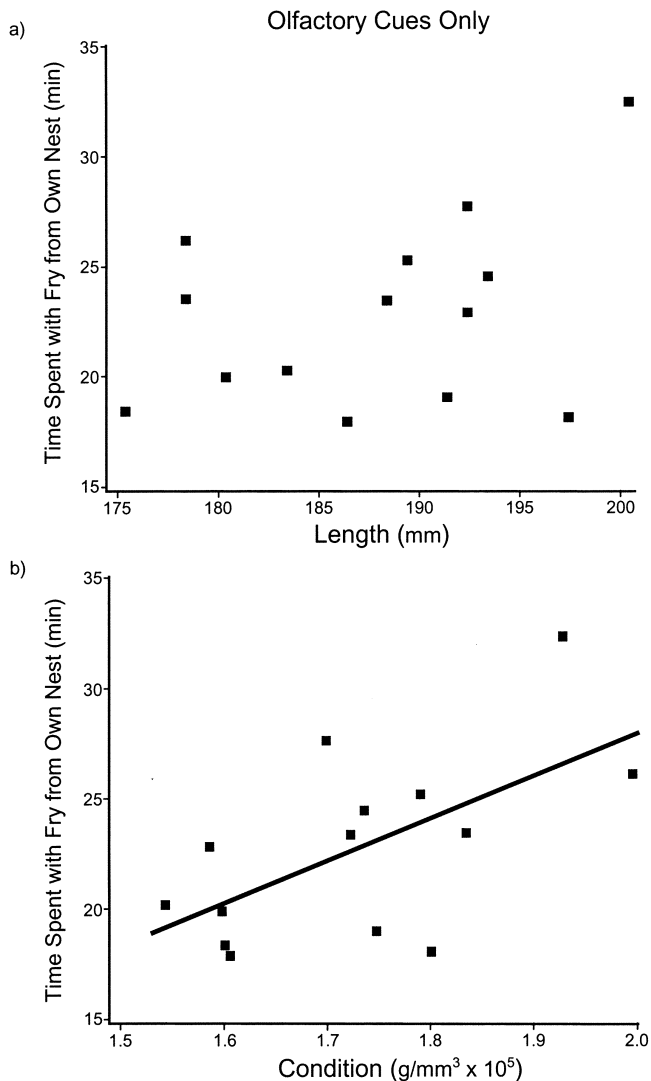 Olfactory Cues Only
a)
Time Spent with Fry from Own Nest (min)
35
30
25
20
15
175 180 185 190 195 200
Length (mm)
b)
Time Spent with Fry from Own Nest (min)
35
30
25
20
15
1.5 1.6 1.7 1.8 1.9 2.0
Condition (g/mm³ x 10⁵)